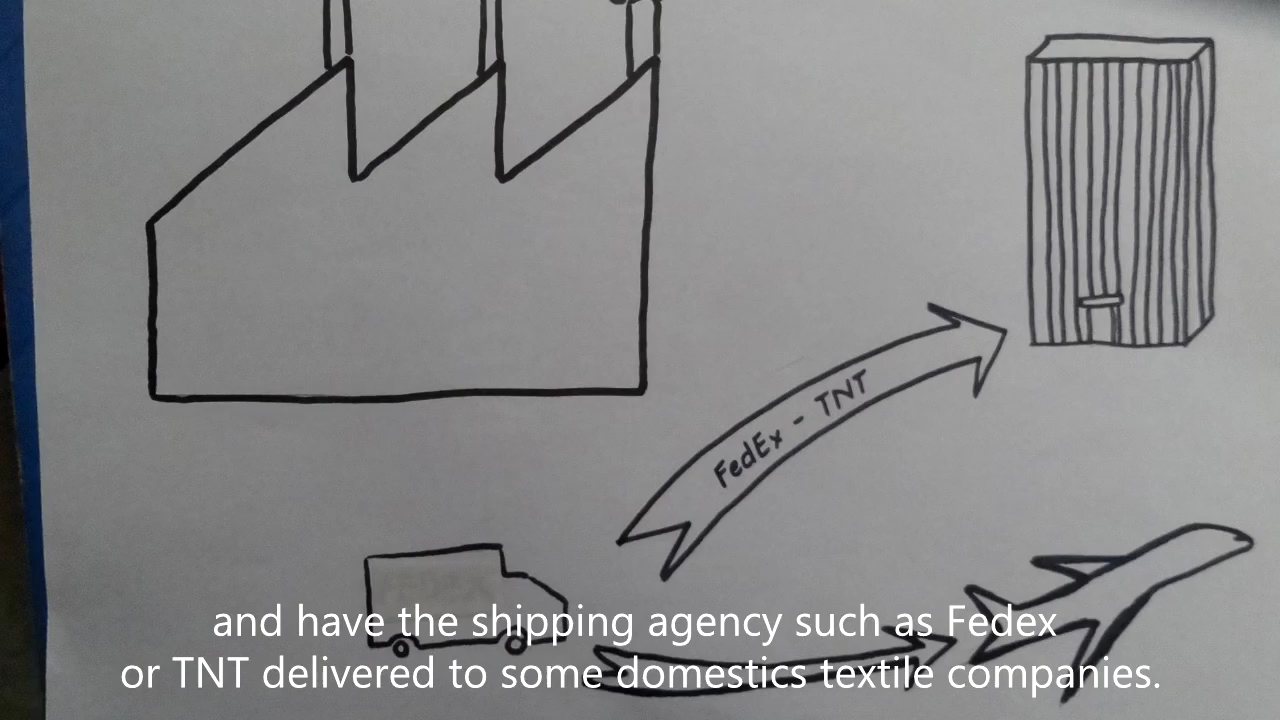 FedEx - TNT
and have the shipping agency such as Fedex
or TNT delivered to some domestics textile companies.